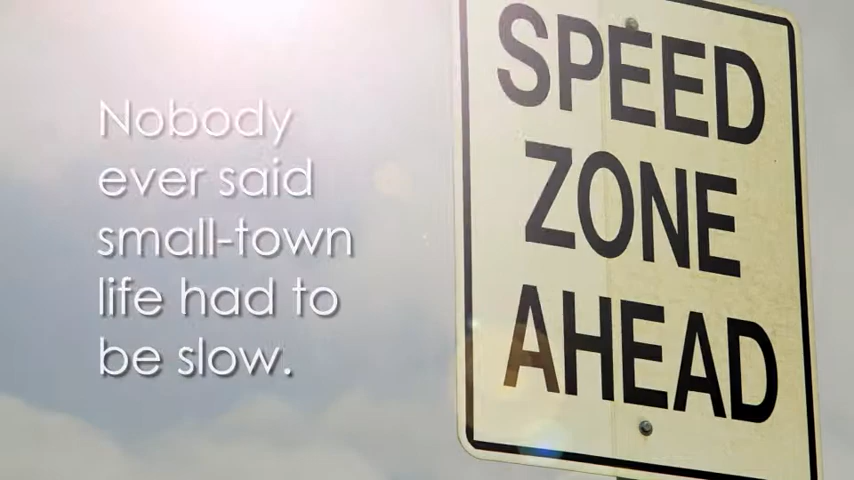 Nobody
ever said
small-town
life had to
be slow.
SPEED
ZONE
AHEAD